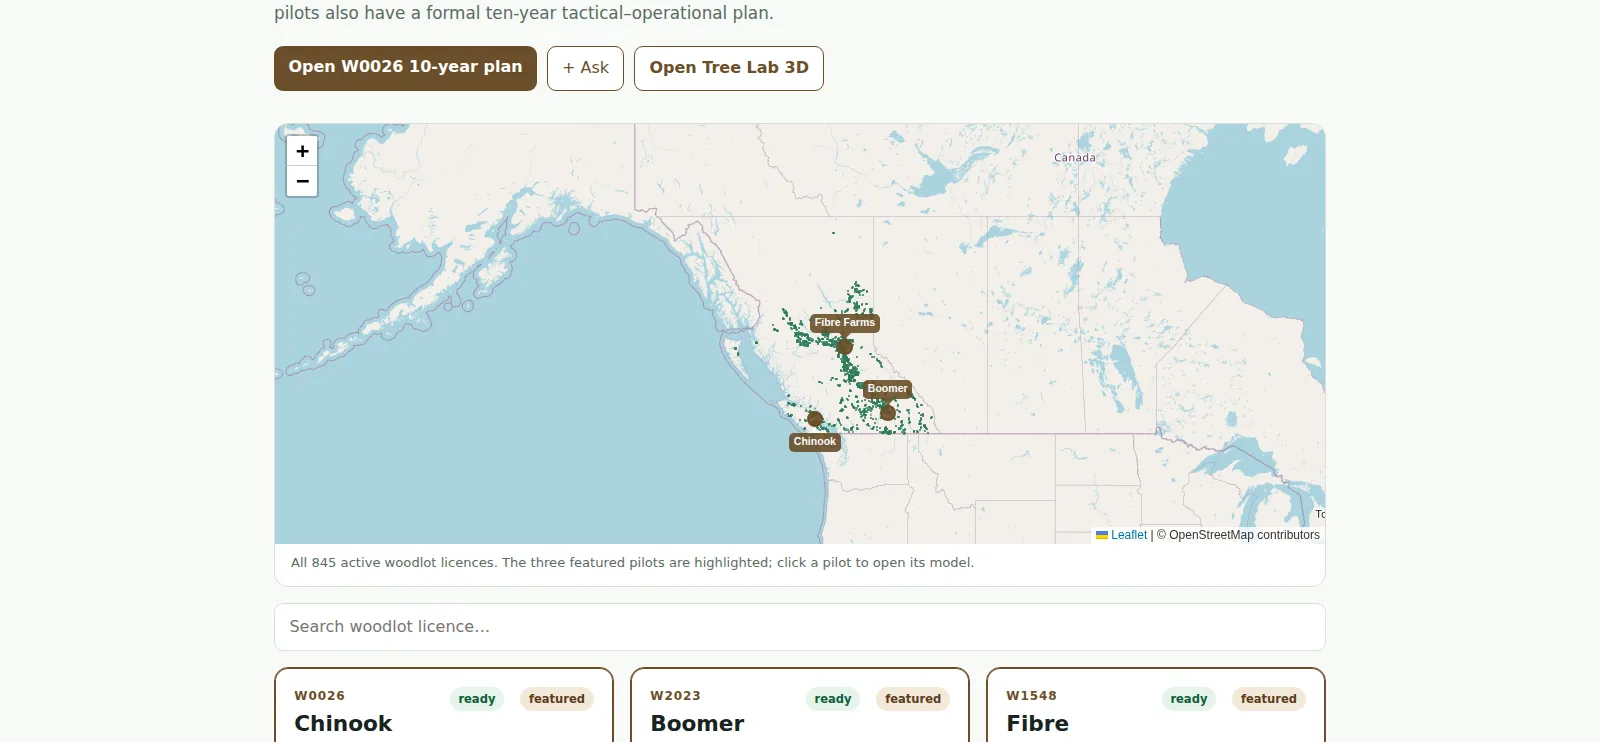 pilots also have a formal ten-year tactical–operational plan.
Open W0026 10-year plan
+ Ask
Open Tree Lab 3D
+
−
Canada
Fibre Farms
Boomer
Chinook
To
Leaflet | © OpenStreetMap contributors
All 845 active woodlot licences. The three featured pilots are highlighted; click a pilot to open its model.
Search woodlot licence…
W0026 ready featured
Chinook
W2023 ready featured
Boomer
W1548 ready featured
Fibre